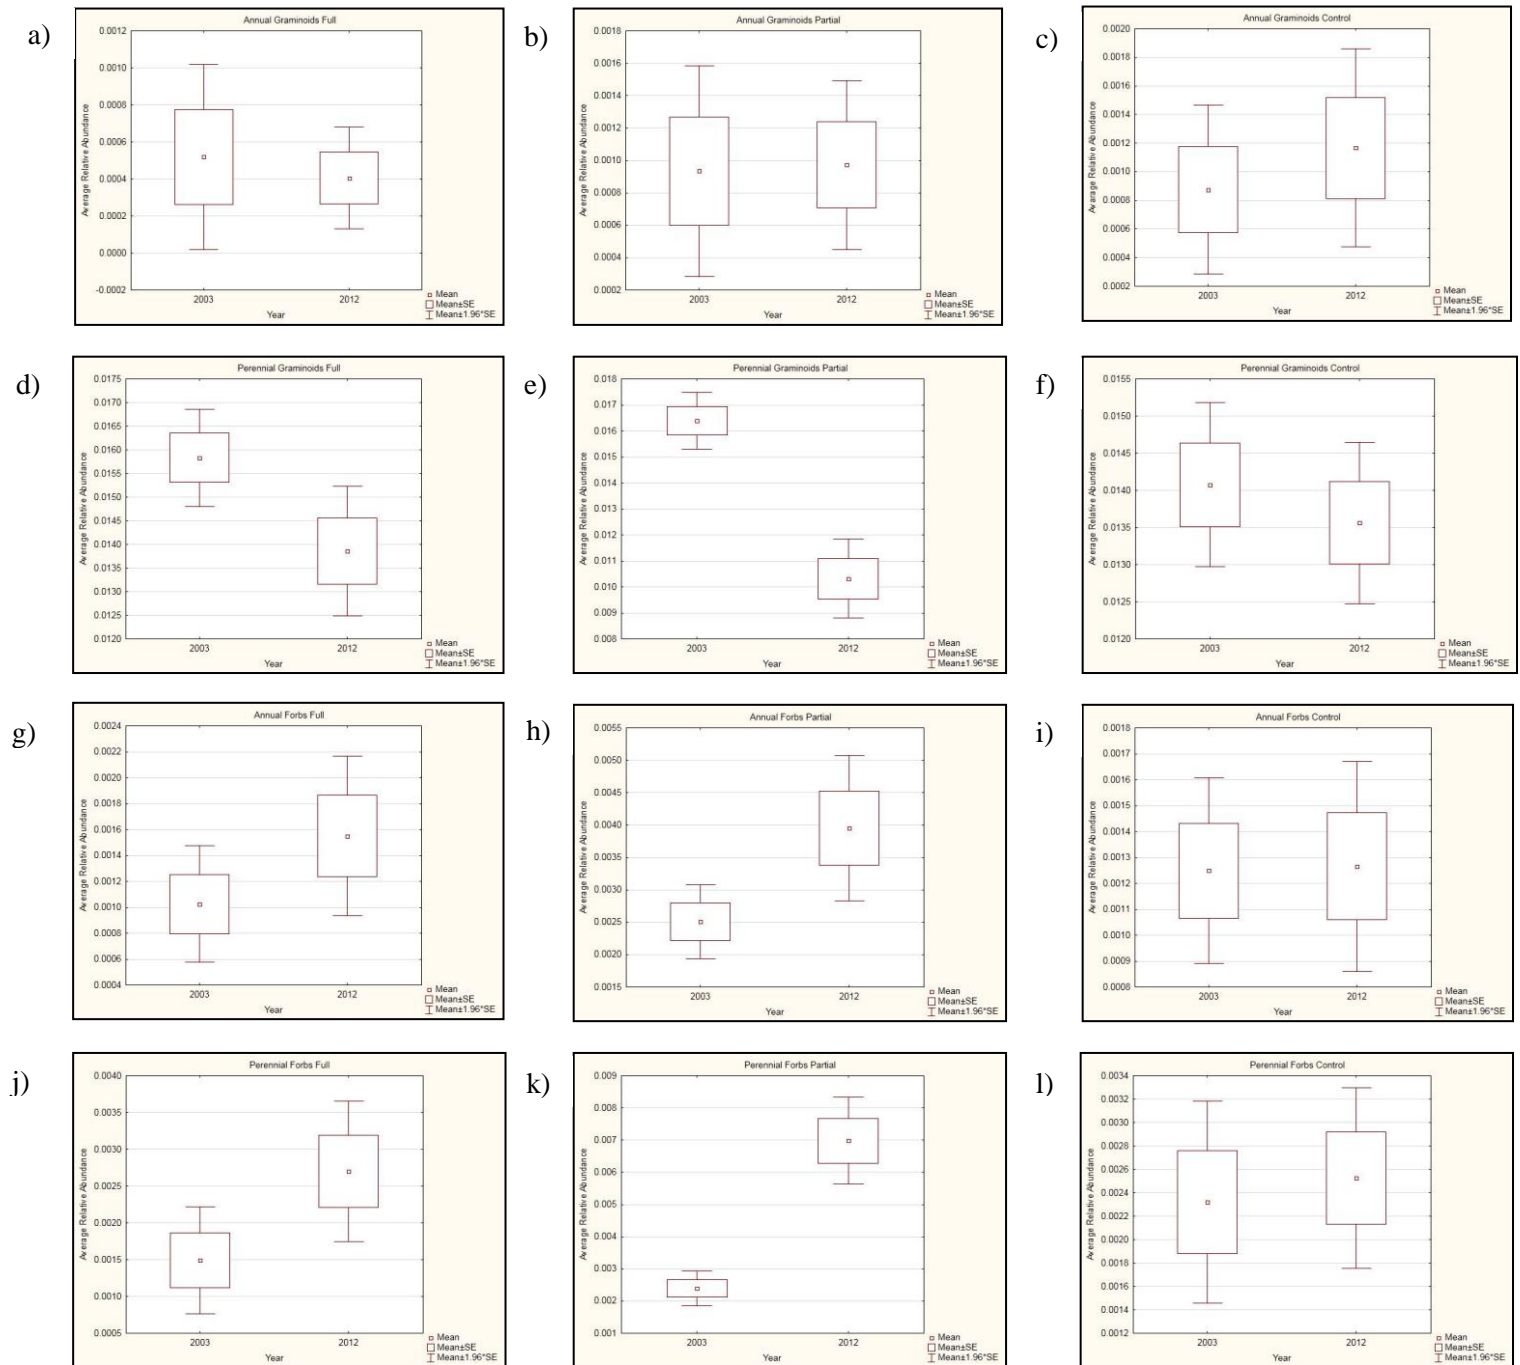 a)
Annual Graminoids Full
Average Relative Abundance
0.0012
0.0010
0.0008
0.0006
0.0004
0.0002
0.0000
-0.0002
2003
2012
Year
Mean
Mean±SE
Mean±1.96*SE
b)
Annual Graminoids Partial
Average Relative Abundance
0.0018
0.0016
0.0014
0.0012
0.0010
0.0008
0.0006
0.0004
0.0002
2003
2012
Year
Mean
Mean±SE
Mean±1.96*SE
c)
Annual Graminoids Control
Avarage Relative Abundance
0.0020
0.0018
0.0016
0.0014
0.0012
0.0010
0.0008
0.0006
0.0004
0.0002
2003
2012
Year
Mean
Mean±SE
Mean±1.96*SE
d)
Perennial Graminoids Full
Average Relative Abundance
0.0175
0.0170
0.0165
0.0160
0.0155
0.0150
0.0145
0.0140
0.0135
0.0130
0.0125
0.0120
2003
2012
Year
Mean
Mean±SE
Mean±1.96*SE
e)
Perennial Graminoids Partial
Average Relative Abundance
0.018
0.017
0.016
0.015
0.014
0.013
0.012
0.011
0.010
0.009
0.008
2003
2012
Year
Mean
Mean±SE
Mean±1.96*SE
f)
Perennial Graminoids Control
Average Relative Abundance
0.0155
0.0150
0.0145
0.0140
0.0135
0.0130
0.0125
0.0120
2003
2012
Year
Mean
Mean±SE
Mean±1.96*SE
g)
Annual Forbs Full
Average Relative Abundance
0.0024
0.0022
0.0020
0.0018
0.0016
0.0014
0.0012
0.0010
0.0008
0.0006
0.0004
2003
2012
Year
Mean
Mean±SE
Mean±1.96*SE
h)
Annual Forbs Partial
Average Relative Abundance
0.0055
0.0050
0.0045
0.0040
0.0035
0.0030
0.0025
0.0020
0.0015
2003
2012
Year
Mean
Mean±SE
Mean±1.96*SE
i)
Annual Forbs Control
Average Relative Abundance
0.0018
0.0017
0.0016
0.0015
0.0014
0.0013
0.0012
0.0011
0.0010
0.0009
0.0008
2003
2012
Year
Mean
Mean±SE
Mean±1.96*SE
j)
Perennial Forbs Full
Average Relative Abundance
0.0040
0.0035
0.0030
0.0025
0.0020
0.0015
0.0010
0.0005
2003
2012
Year
Mean
Mean±SE
Mean±1.96*SE
k)
Perennial Forbs Partial
Average Relative Abundance
0.009
0.008
0.007
0.006
0.005
0.004
0.003
0.002
0.001
2003
2012
Year
Mean
Mean±SE
Mean±1.96*SE
l)
Perennial Forbs Control
Average Relative Abundance
0.0034
0.0032
0.0030
0.0028
0.0026
0.0024
0.0022
0.0020
0.0018
0.0016
0.0014
0.0012
2003
2012
Year
Mean
Mean±SE
Mean±1.96*SE